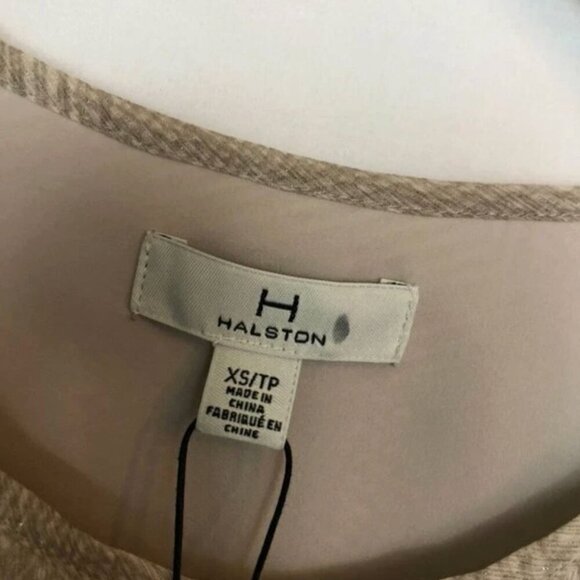 H
HALSTON
XS/TP
MADE IN
CHINA
FABRIQUÉ EN
CHINE